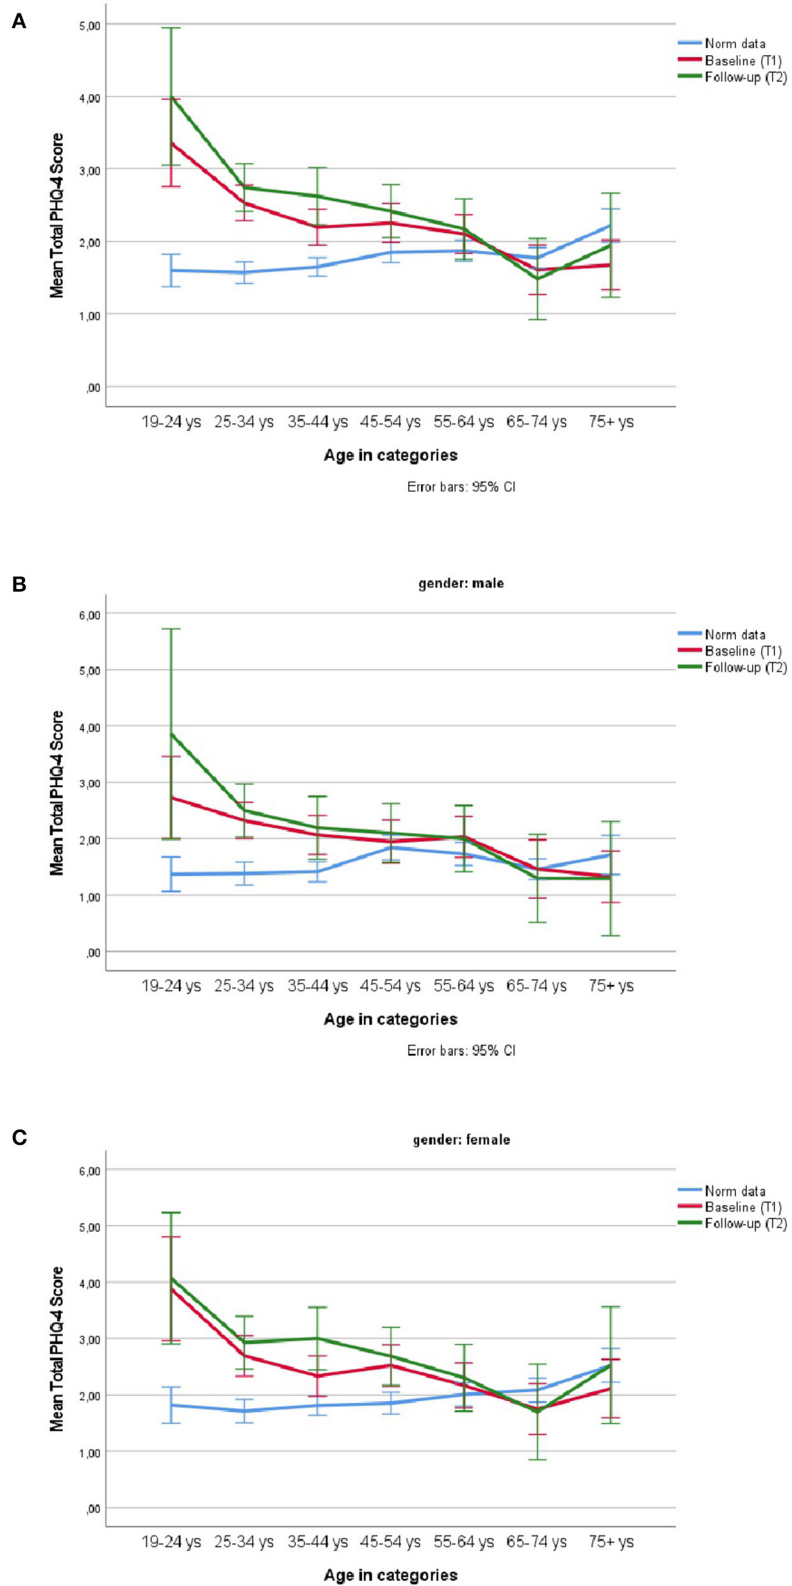 A
5,00
4,00
3,00
2,00
1,00
,00
Mean Total PHQ-4 Score
Norm data
Baseline (T1)
Follow-up (T2)
19-24 ys 25-34 ys 35-44 ys 45-54 ys 55-64 ys 65-74 ys 75+ ys
Age in categories
Error bars: 95% CI
B
gender: male
6,00
5,00
4,00
3,00
2,00
1,00
,00
Mean Total PHQ-4 Score
Norm data
Baseline (T1)
Follow-up (T2)
19-24 ys 25-34 ys 35-44 ys 45-54 ys 55-64 ys 65-74 ys 75+ ys
Age in categories
Error bars: 95% CI
C
gender: female
6,00
5,00
4,00
3,00
2,00
1,00
,00
Mean Total PHQ-4 Score
Norm data
Baseline (T1)
Follow-up (T2)
19-24 ys 25-34 ys 35-44 ys 45-54 ys 55-64 ys 65-74 ys 75+ ys
Age in categories